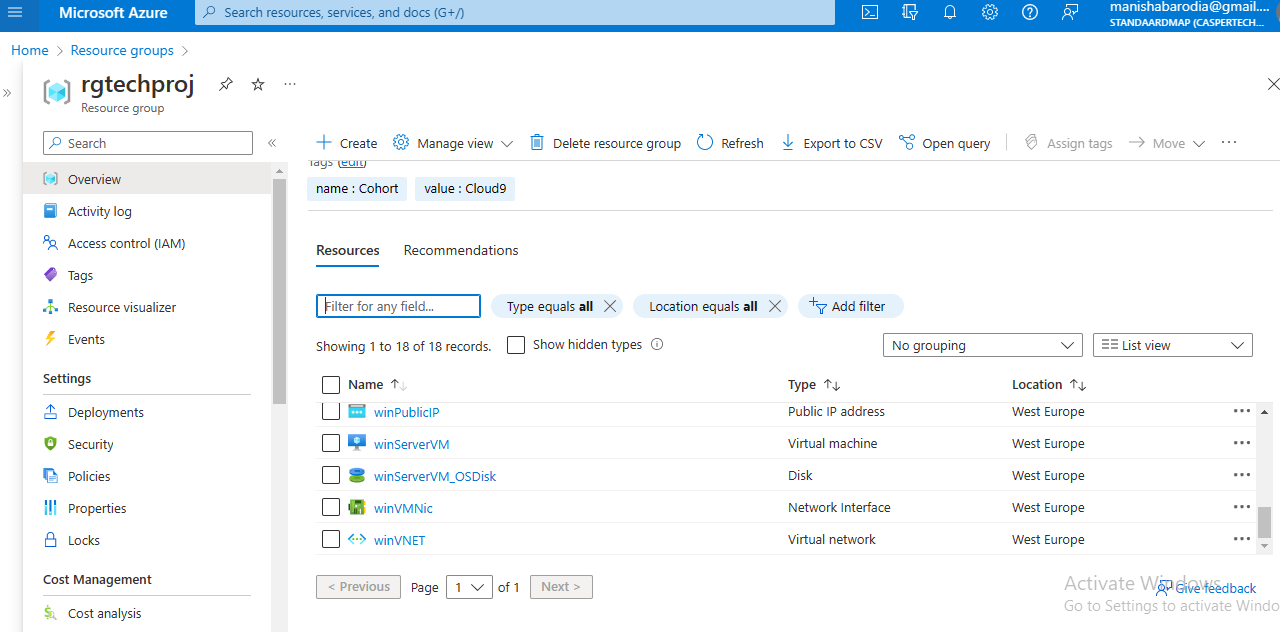 Microsoft Azure
Search resources, services, and docs (G+/)
manishabarodia@gmail....
STANDAARDMAP (CASPERTECH...
Home > Resource groups >
rgtechproj
Resource group
Search
Overview
Activity log
Access control (IAM)
Tags
Resource visualizer
Events
Settings
Deployments
Security
Policies
Properties
Locks
Cost Management
Cost analysis
Create Manage view Delete resource group Refresh Export to CSV Open query Assign tags Move
Tags (edit)
name : Cohort value : Cloud9
Resources Recommendations
Filter for any field... Type equals all Location equals all Add filter
Showing 1 to 18 of 18 records. Show hidden types No grouping List view
Name Type Location
winPublicIP Public IP address West Europe
winServerVM Virtual machine West Europe
winServerVM_OSDisk Disk West Europe
winVMNic Network Interface West Europe
winVNET Virtual network West Europe
< Previous Page 1 of 1 Next >
Give feedback
Activate Windows
Go to Settings to activate Windo